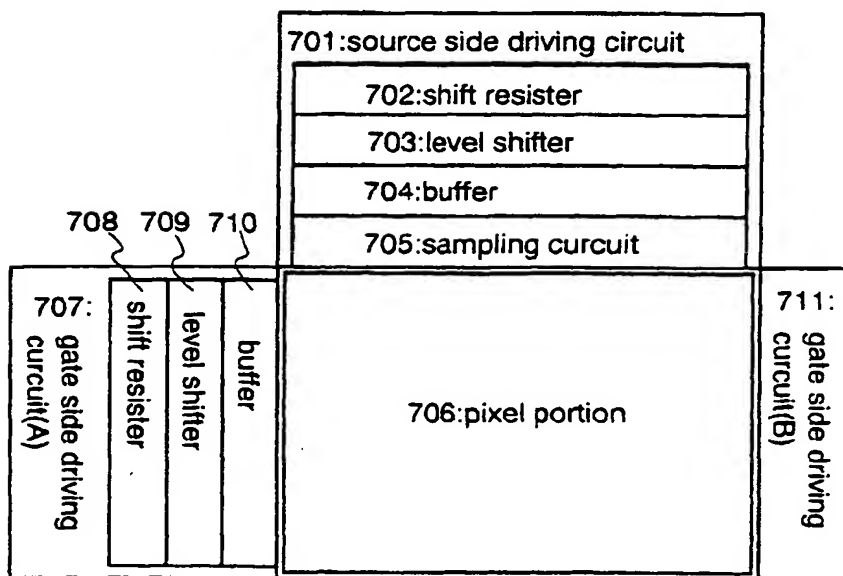 701:source side driving circuit
702:shift resister
703:level shifter
704:buffer
705:sampling curcuit
708 709 710
707:
gate side driving
curcuit(A)
shift resister
level shifter
buffer
706:pixel portion
711:
gate side driving
curcuit(B)